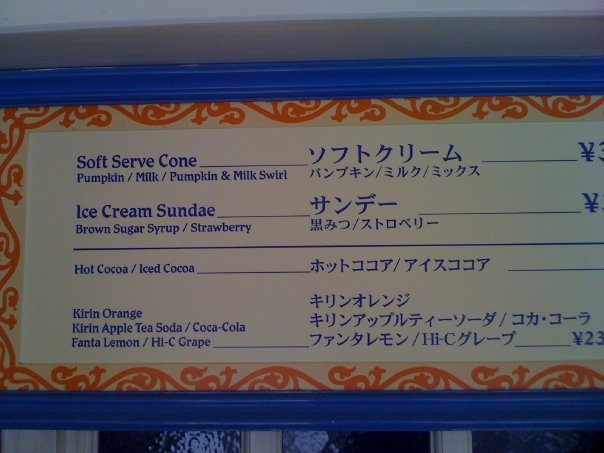 Soft Serve Cone ソフトクリーム ¥3
Pumpkin / Milk / Pumpkin & Milk Swirl パンプキン/ミルク/ミックス
Ice Cream Sundae サンデー ¥
Brown Sugar Syrup / Strawberry 黒みつ/ストロベリー
Hot Cocoa / Iced Cocoa ホットココア/アイスココア
Kirin Orange キリンオレンジ
Kirin Apple Tea Soda / Coca-Cola キリンアップルティーソーダ/コカ・コーラ
Fanta Lemon / Hi-C Grape ファンタレモン/Hi-Cグレープ ¥23